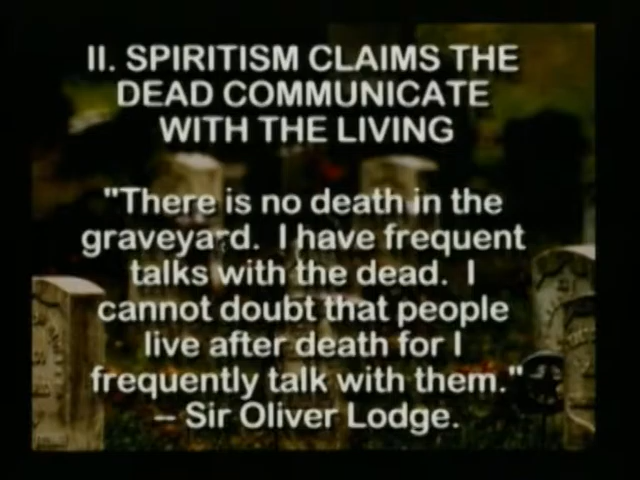 II. SPIRITISM CLAIMS THE
DEAD COMMUNICATE
WITH THE LIVING
"There is no death in the
graveyard. I have frequent
talks with the dead. I
cannot doubt that people
live after death for I
frequently talk with them."
– Sir Oliver Lodge.